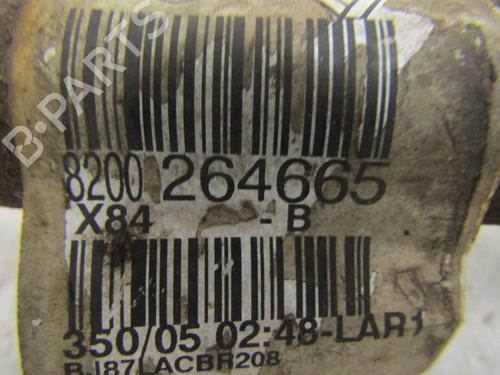 B-PARTS
8200 264665
X84 - B
350/05 02:48-LAR1
BJ87LACBR208